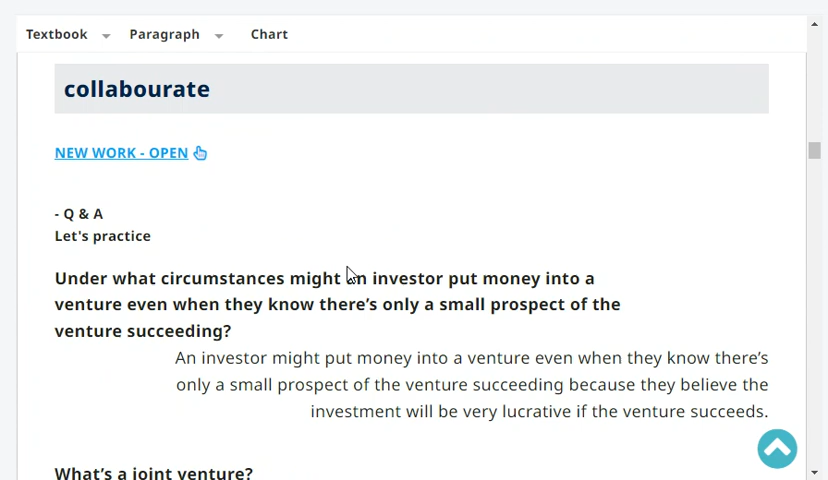 Textbook Paragraph Chart
collabourate
NEW WORK - OPEN
- Q & A
Let's practice
Under what circumstances might an investor put money into a
venture even when they know there's only a small prospect of the
venture succeeding?
An investor might put money into a venture even when they know there's
only a small prospect of the venture succeeding because they believe the
investment will be very lucrative if the venture succeeds.
What's a joint venture?